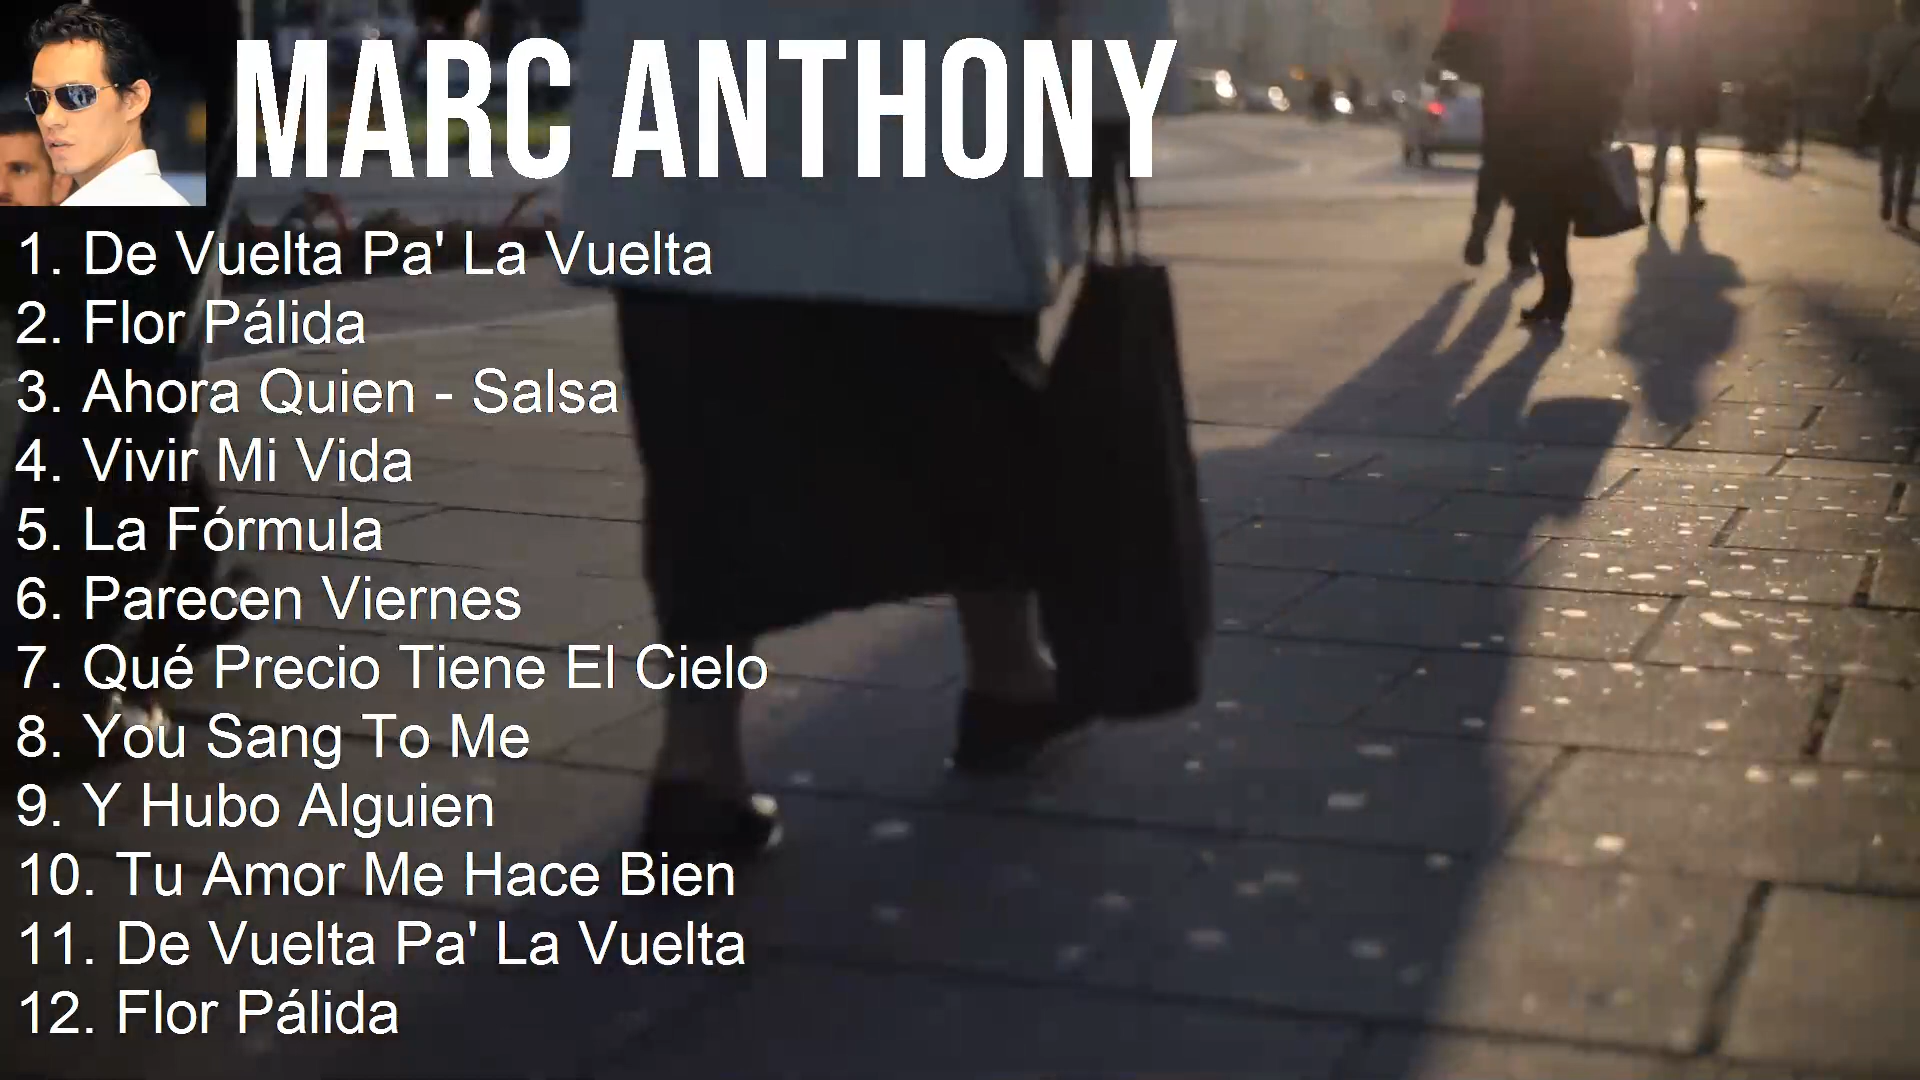 MARC ANTHONY
1. De Vuelta Pa' La Vuelta
2. Flor Pálida
3. Ahora Quien - Salsa
4. Vivir Mi Vida
5. La Fórmula
6. Parecen Viernes
7. Qué Precio Tiene El Cielo
8. You Sang To Me
9. Y Hubo Alguien
10. Tu Amor Me Hace Bien
11. De Vuelta Pa' La Vuelta
12. Flor Pálida